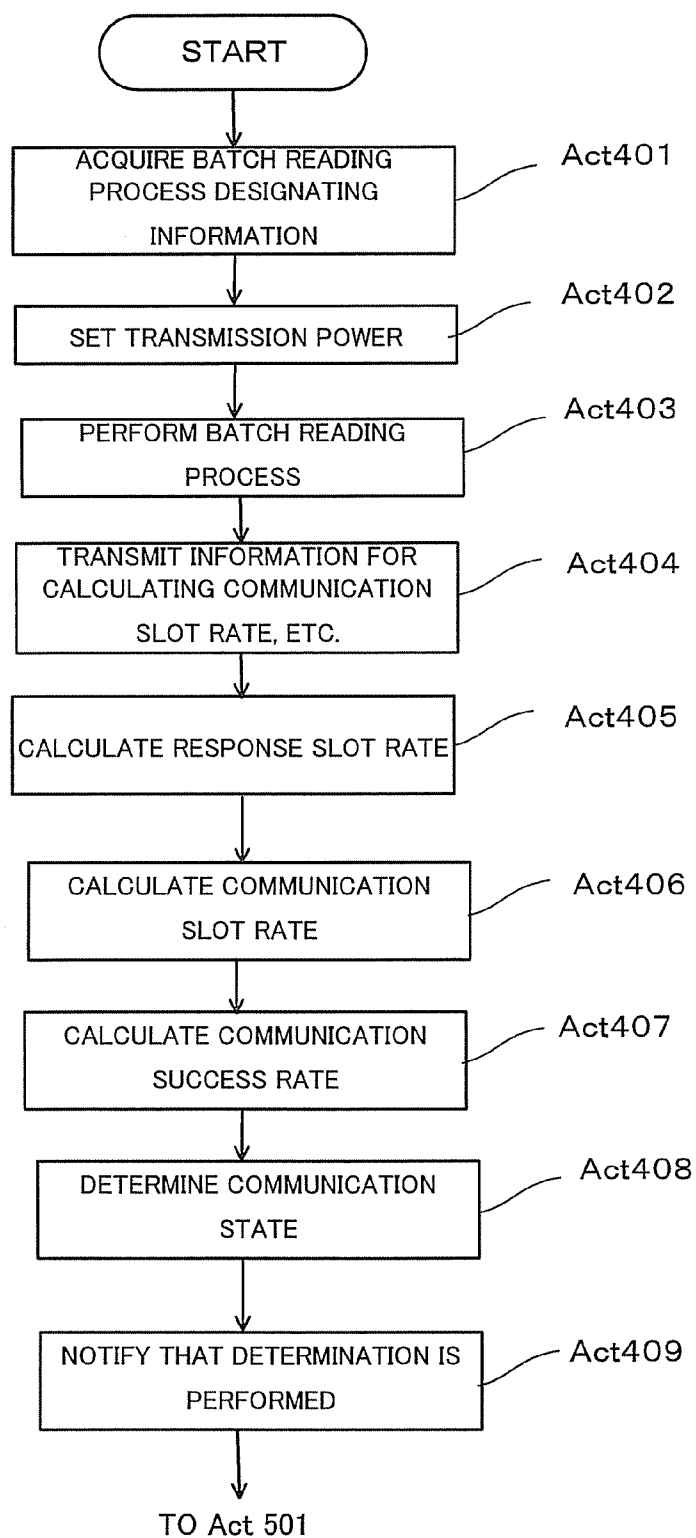 START
ACQUIRE BATCH READING
PROCESS DESIGNATING
INFORMATION
Act401
SET TRANSMISSION POWER
Act402
PERFORM BATCH READING
PROCESS
Act403
TRANSMIT INFORMATION FOR
CALCULATING COMMUNICATION
SLOT RATE, ETC.
Act404
CALCULATE RESPONSE SLOT RATE
Act405
CALCULATE COMMUNICATION
SLOT RATE
Act406
CALCULATE COMMUNICATION
SUCCESS RATE
Act407
DETERMINE COMMUNICATION
STATE
Act408
NOTIFY THAT DETERMINATION IS
PERFORMED
Act409
TO Act 501